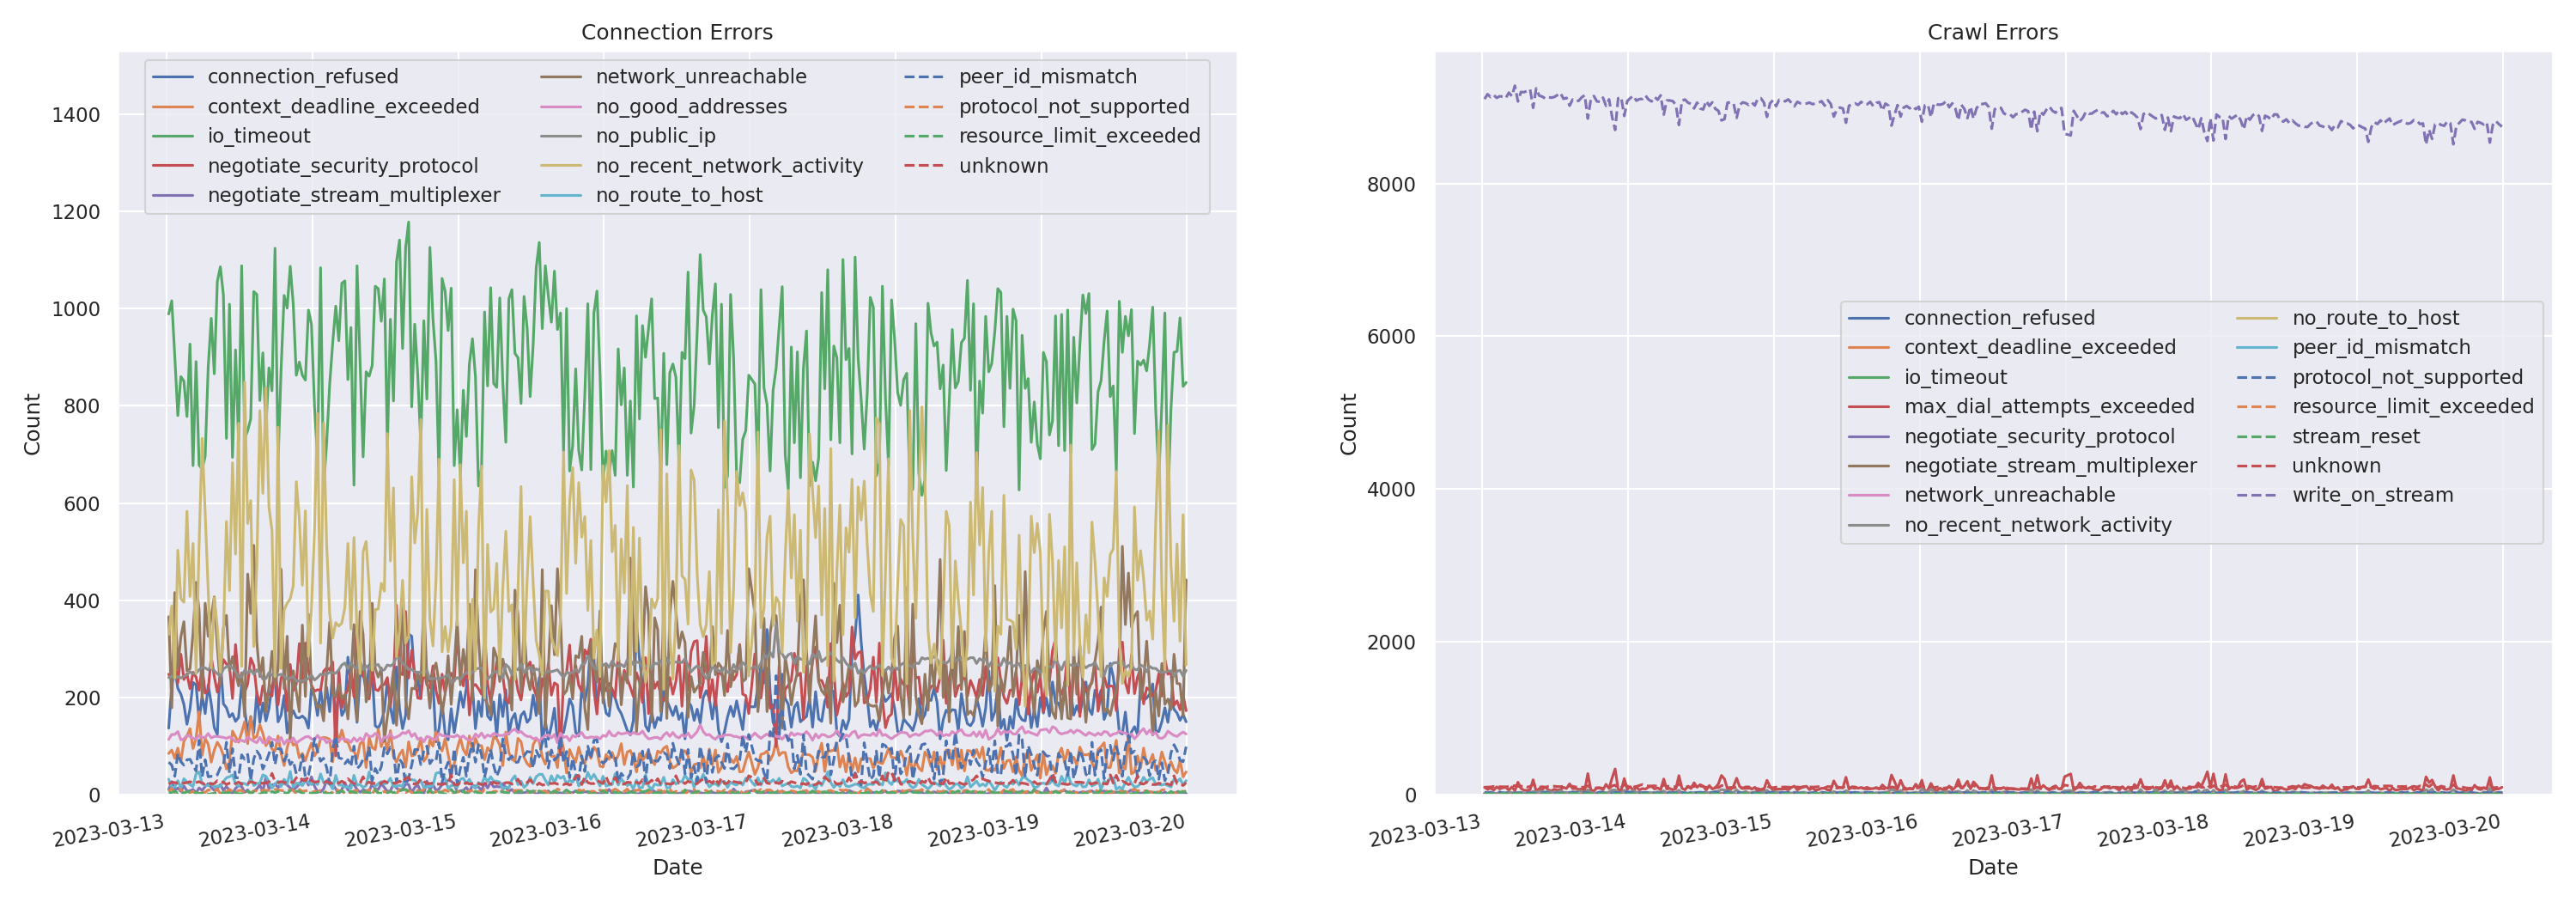 Connection Errors
connection_refused
context_deadline_exceeded
io_timeout
negotiate_security_protocol
negotiate_stream_multiplexer
network_unreachable
no_good_addresses
no_public_ip
no_recent_network_activity
no_route_to_host
peer_id_mismatch
protocol_not_supported
resource_limit_exceeded
unknown
Count
1400
1200
1000
800
600
400
200
0
2023-03-13
2023-03-14
2023-03-15
2023-03-16
2023-03-17
2023-03-18
2023-03-19
2023-03-20
Date
Crawl Errors
Count
8000
6000
4000
2000
0
connection_refused
context_deadline_exceeded
io_timeout
max_dial_attempts_exceeded
negotiate_security_protocol
negotiate_stream_multiplexer
network_unreachable
no_recent_network_activity
no_route_to_host
peer_id_mismatch
protocol_not_supported
resource_limit_exceeded
stream_reset
unknown
write_on_stream
2023-03-13
2023-03-14
2023-03-15
2023-03-16
2023-03-17
2023-03-18
2023-03-19
2023-03-20
Date